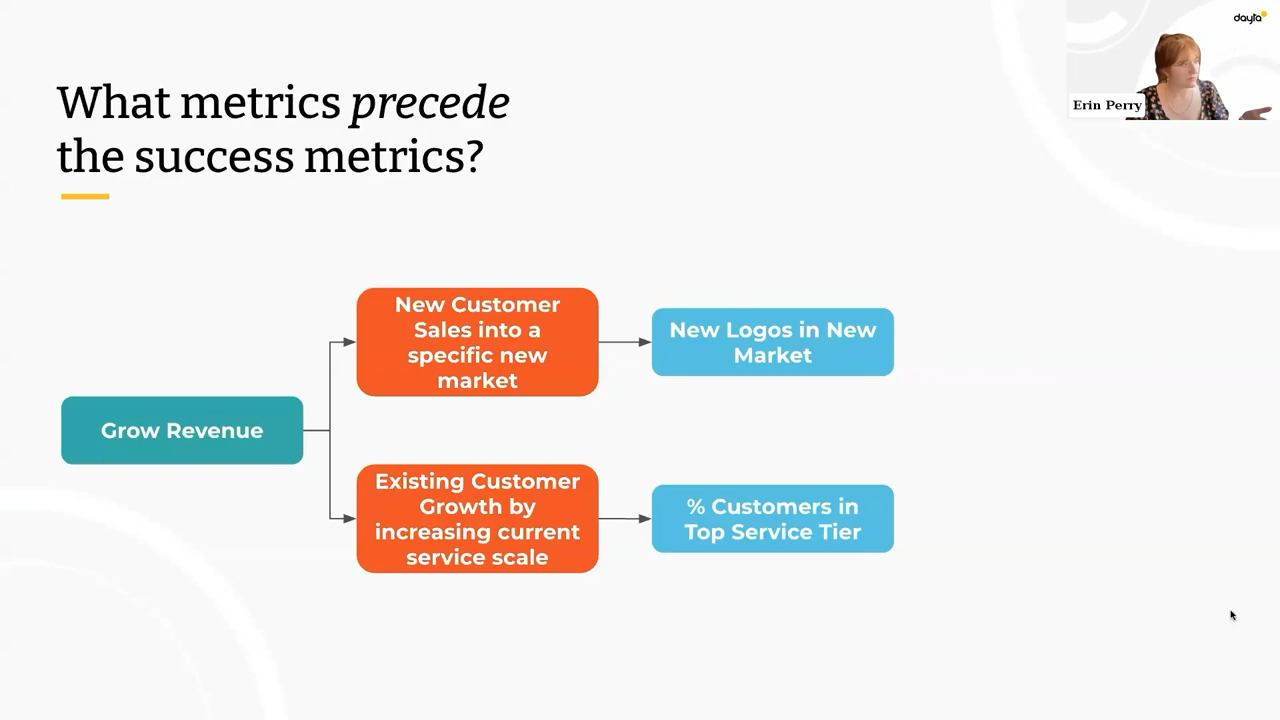 dayta
Erin Perry
What metrics precede
the success metrics?
New Customer
Sales into a
specific new
market
New Logos in New
Market
Grow Revenue
Existing Customer
Growth by
increasing current
service scale
% Customers in
Top Service Tier